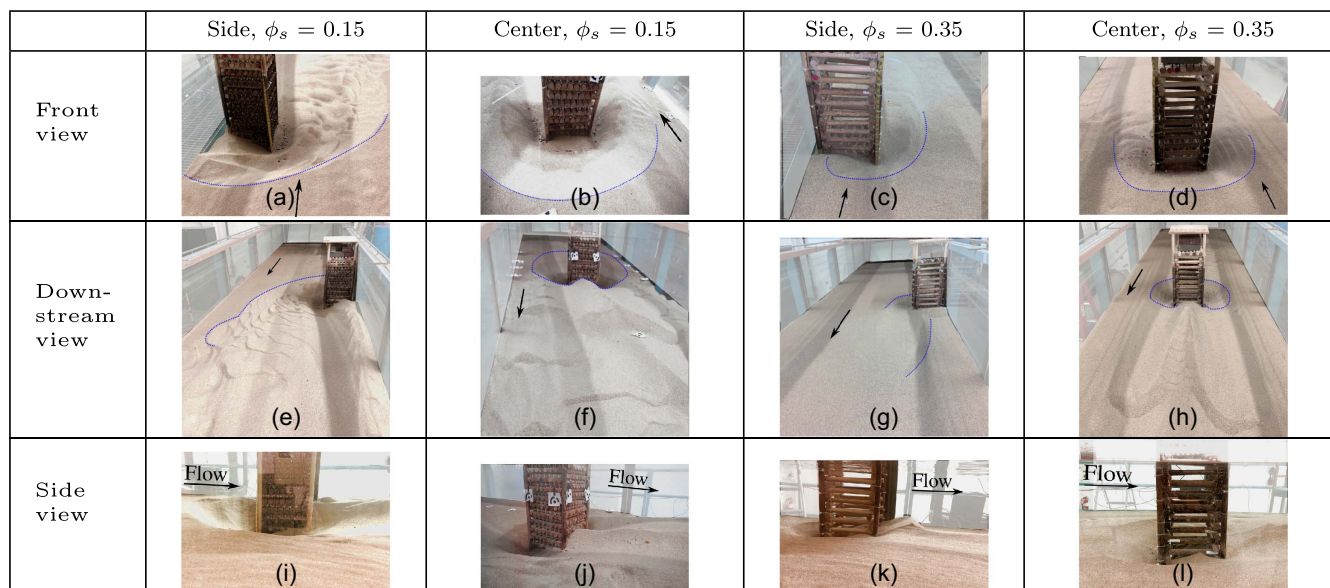 Side, ϕₛ = 0.15
Center, ϕₛ = 0.15
Side, ϕₛ = 0.35
Center, ϕₛ = 0.35
Front
view
(a)
(b)
(c)
(d)
Down-
stream
view
(e)
(f)
(g)
(h)
Side
view
Flow
(i)
Flow
(j)
Flow
(k)
Flow
(l)